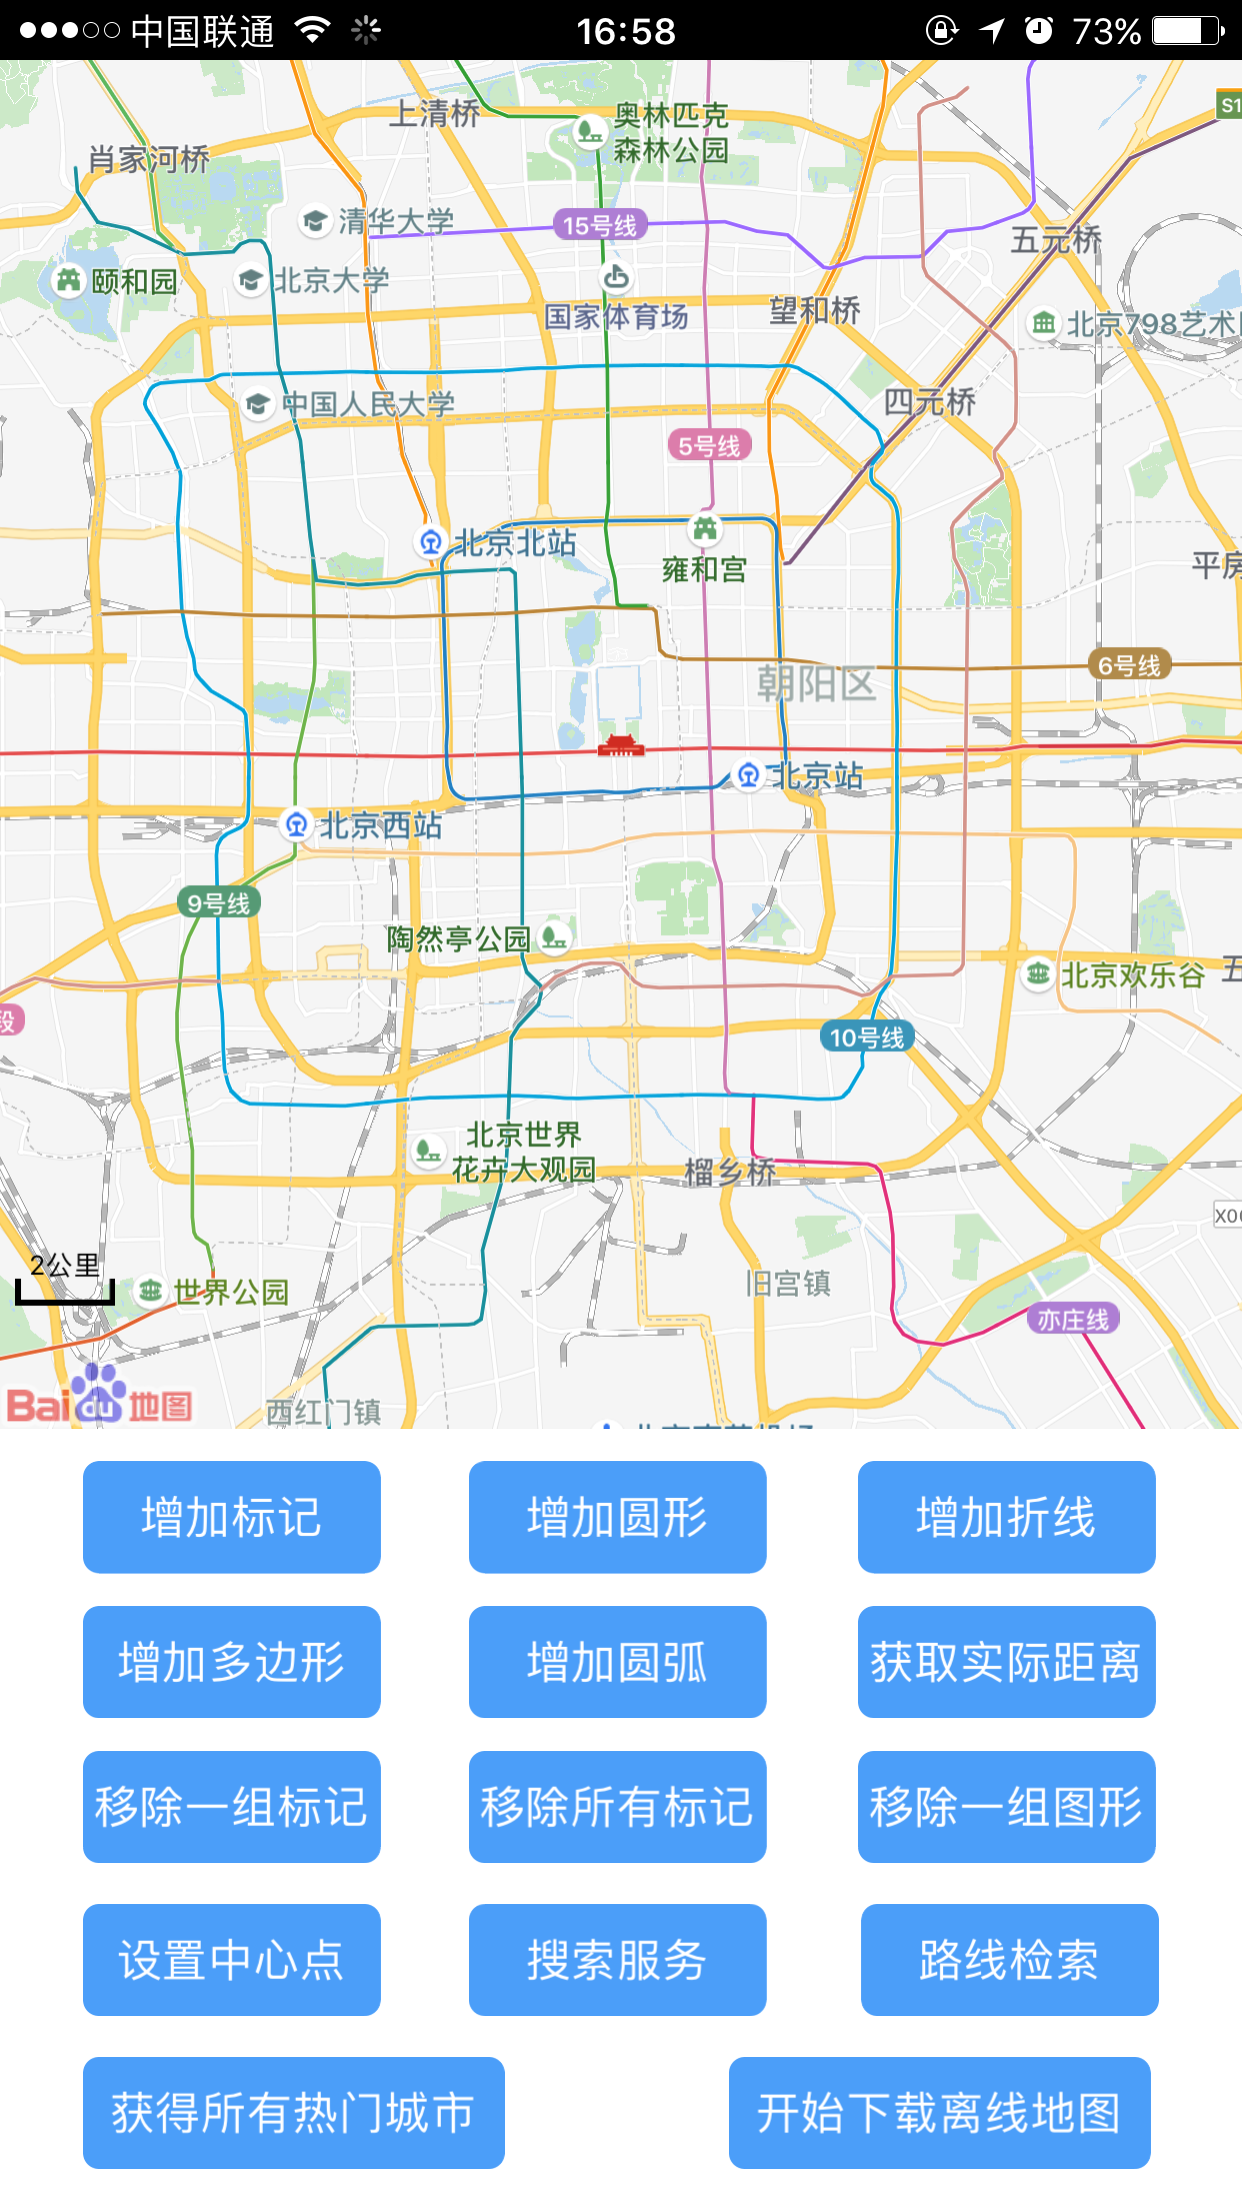 中国联通 16:58 73%
上清桥
奥林匹克
森林公园
S1
肖家河桥
清华大学
15号线
五元桥
颐和园
北京大学
国家体育场
望和桥
北京798艺术
中国人民大学
四元桥
5号线
北京北站
雍和宫
平房
6号线
朝阳区
北京站
北京西站
9号线
陶然亭公园
北京欢乐谷
五
段
10号线
北京世界
花卉大观园
榴乡桥
X00
2公里
世界公园
旧宫镇
亦庄线
Bai du 地图
西红门镇
增加标记
增加圆形
增加折线
增加多边形
增加圆弧
获取实际距离
移除一组标记
移除所有标记
移除一组图形
设置中心点
搜索服务
路线检索
获得所有热门城市
开始下载离线地图